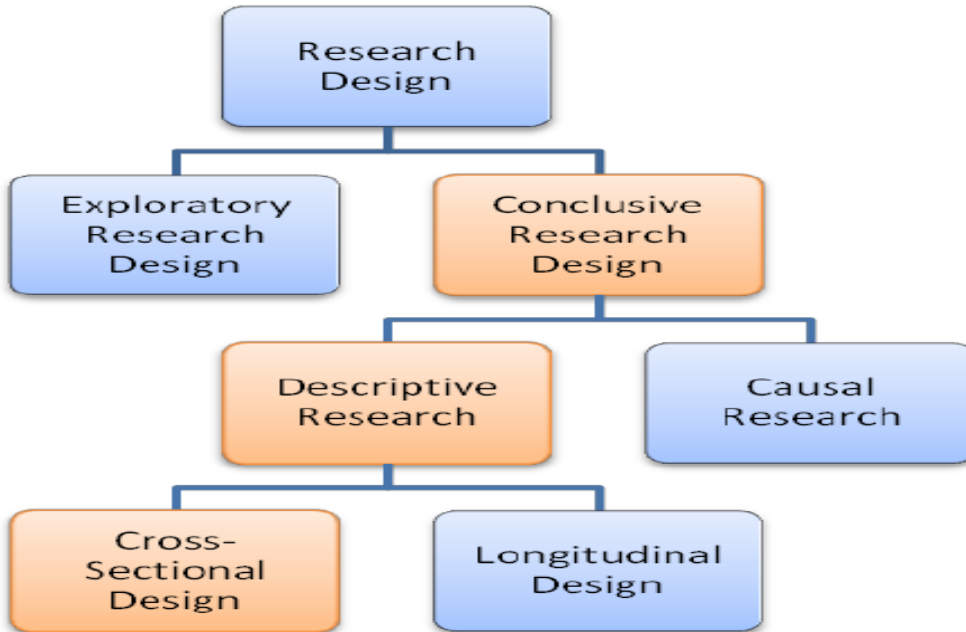 Research
Design
Exploratory
Research
Design
Conclusive
Research
Design
Descriptive
Research
Causal
Research
Cross-
Sectional
Design
Longitudinal
Design